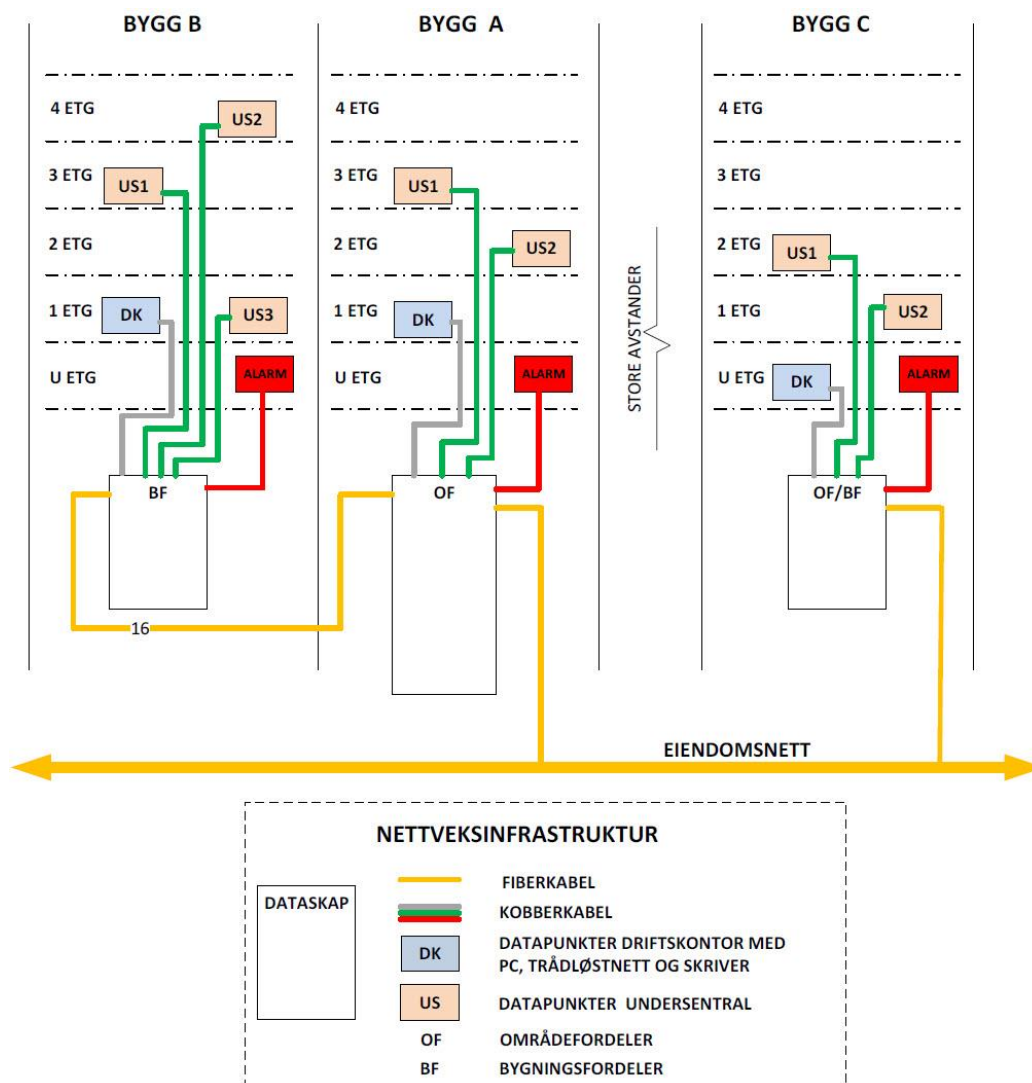 BYGG B
BYGG A
BYGG C
4 ETG
US2
3 ETG
US1
2 ETG
1 ETG
DK
US3
U ETG
ALARM
BF
16
3 ETG
US1
4 ETG
2 ETG
US2
1 ETG
DK
U ETG
ALARM
OF
STORE AVSTANDER
4 ETG
3 ETG
2 ETG
US1
1 ETG
US2
U ETG
DK
ALARM
OF/BF
EIENDOMSNETT
NETTVEKSINFRASTRUKTUR
DATASKAP
FIBERKABEL
KOBBERKABEL
DK
DATAPUNKTER DRIFTSKONTOR MED
PC, TRÅDLØSTNETT OG SKRIVER
US
DATAPUNKTER UNDERSENTRAL
OF
OMRÅDEFORDELER
BF
BYGNINGSFORDELER